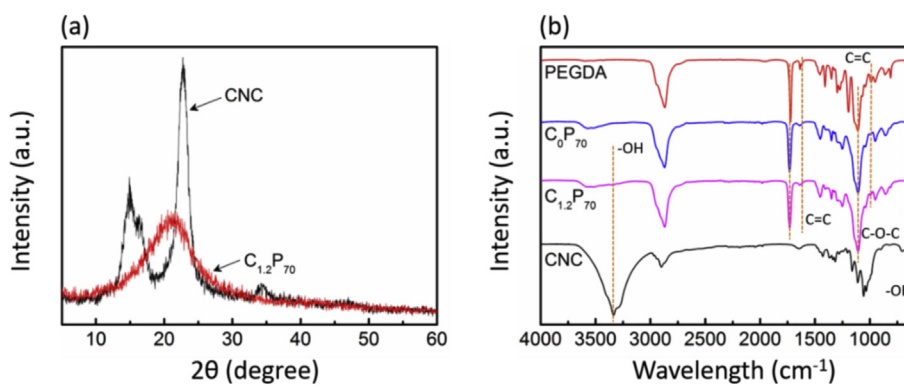 (a)
Intensity (a.u.)
CNC
C₁.₂P₇₀
10 20 30 40 50 60
2θ (degree)
(b)
Intensity (a.u.)
PEGDA
C=C
C₀P₇₀
-OH
C₁.₂P₇₀
C=C
C-O-C
CNC
-OH
4000 3500 3000 2500 2000 1500 1000
Wavelength (cm⁻¹)